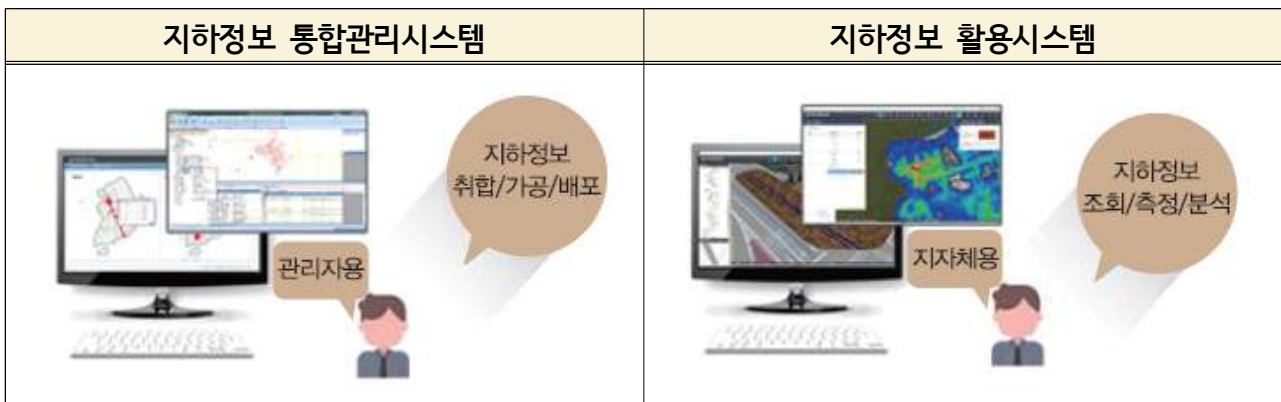 지하정보 통합관리시스템
지하정보 활용시스템
지하정보
취합/가공/배포
관리자용
지하정보
조회/측정/분석
지자체용